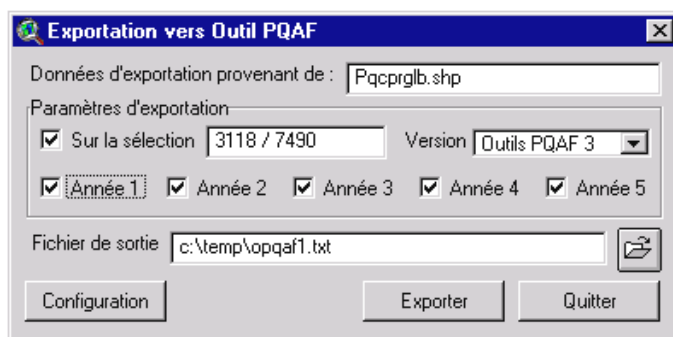 Exportation vers Outil PQAF
Données d'exportation provenant de : Pqcprglb.shp
Paramètres d'exportation
Sur la sélection 3118 / 7490 Version Outils PQAF 3
Année 1 Année 2 Année 3 Année 4 Année 5
Fichier de sortie c:\temp\opqaf1.txt
Configuration Exporter Quitter